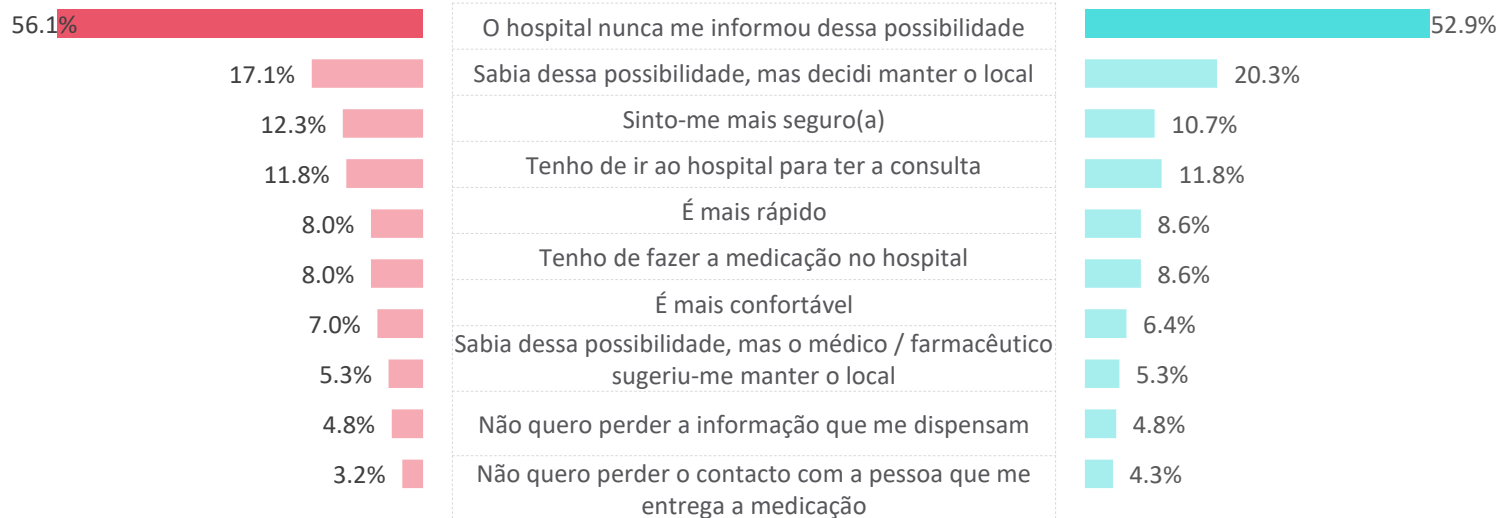 56.1% O hospital nunca me informou dessa possibilidade 52.9%
17.1% Sabia dessa possibilidade, mas decidi manter o local 20.3%
12.3% Sinto-me mais seguro(a) 10.7%
11.8% Tenho de ir ao hospital para ter a consulta 11.8%
8.0% É mais rápido 8.6%
8.0% Tenho de fazer a medicação no hospital 8.6%
7.0% É mais confortável 6.4%
Sabia dessa possibilidade, mas o médico / farmacêutico
5.3% sugeriu-me manter o local 5.3%
4.8% Não quero perder a informação que me dispensam 4.8%
3.2% Não quero perder o contacto com a pessoa que me 4.3%
entrega a medicação